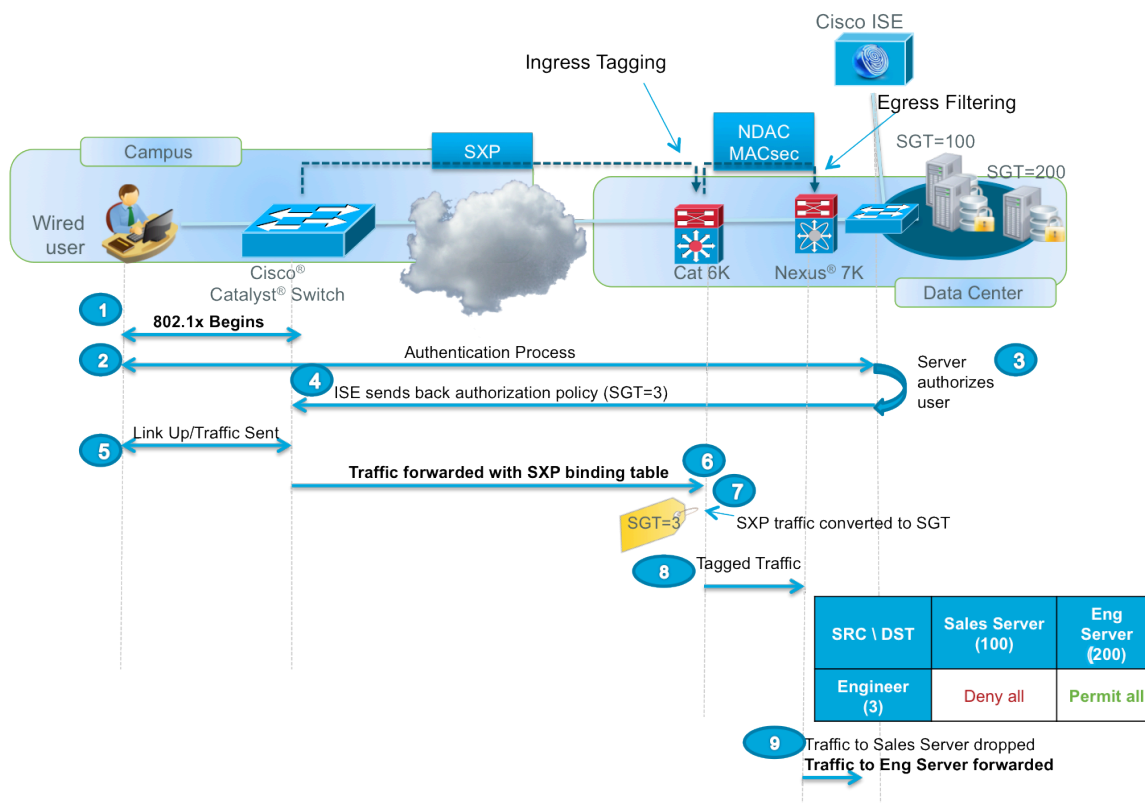 Cisco ISE
Ingress Tagging
Egress Filtering
NDAC
MACsec
SXP
Campus
SGT=100
SGT=200
Wired
user
Cisco®
Catalyst® Switch
Cat 6K
Nexus® 7K
Data Center
1
802.1x Begins
2
Authentication Process
3
Server
authorizes
user
4
ISE sends back authorization policy (SGT=3)
5
Link Up/Traffic Sent
6
Traffic forwarded with SXP binding table
7
SGT=3
SXP traffic converted to SGT
8
Tagged Traffic
SRC \ DST
Sales Server
(100)
Eng
Server
(200)
Engineer
(3)
Deny all
Permit all
9
Traffic to Sales Server dropped
Traffic to Eng Server forwarded